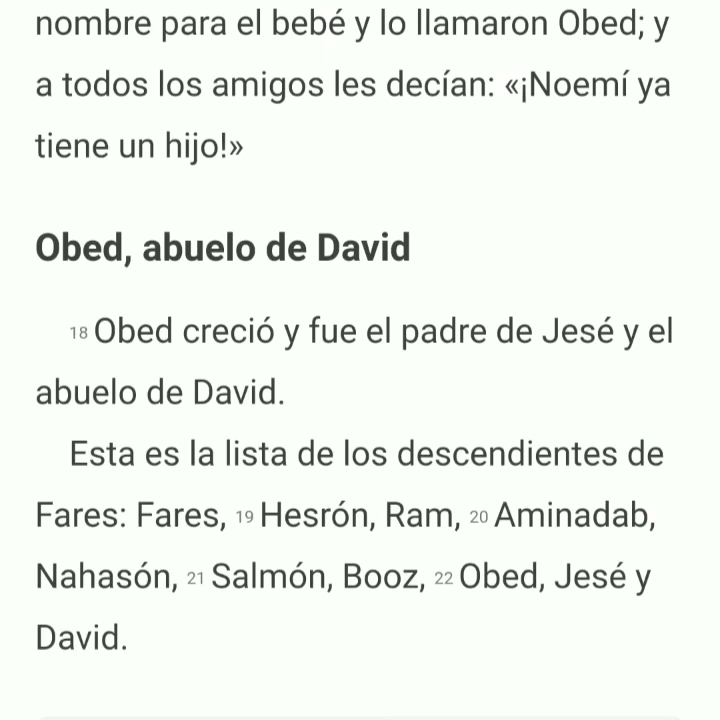 nombre para el bebé y lo llamaron Obed; y
a todos los amigos les decían: «¡Noemí ya
tiene un hijo!»
Obed, abuelo de David
18 Obed creció y fue el padre de Jesé y el
abuelo de David.
Esta es la lista de los descendientes de
Fares: Fares, 19 Hesrón, Ram, 20 Aminadab,
Nahasón, 21 Salmón, Booz, 22 Obed, Jesé y
David.